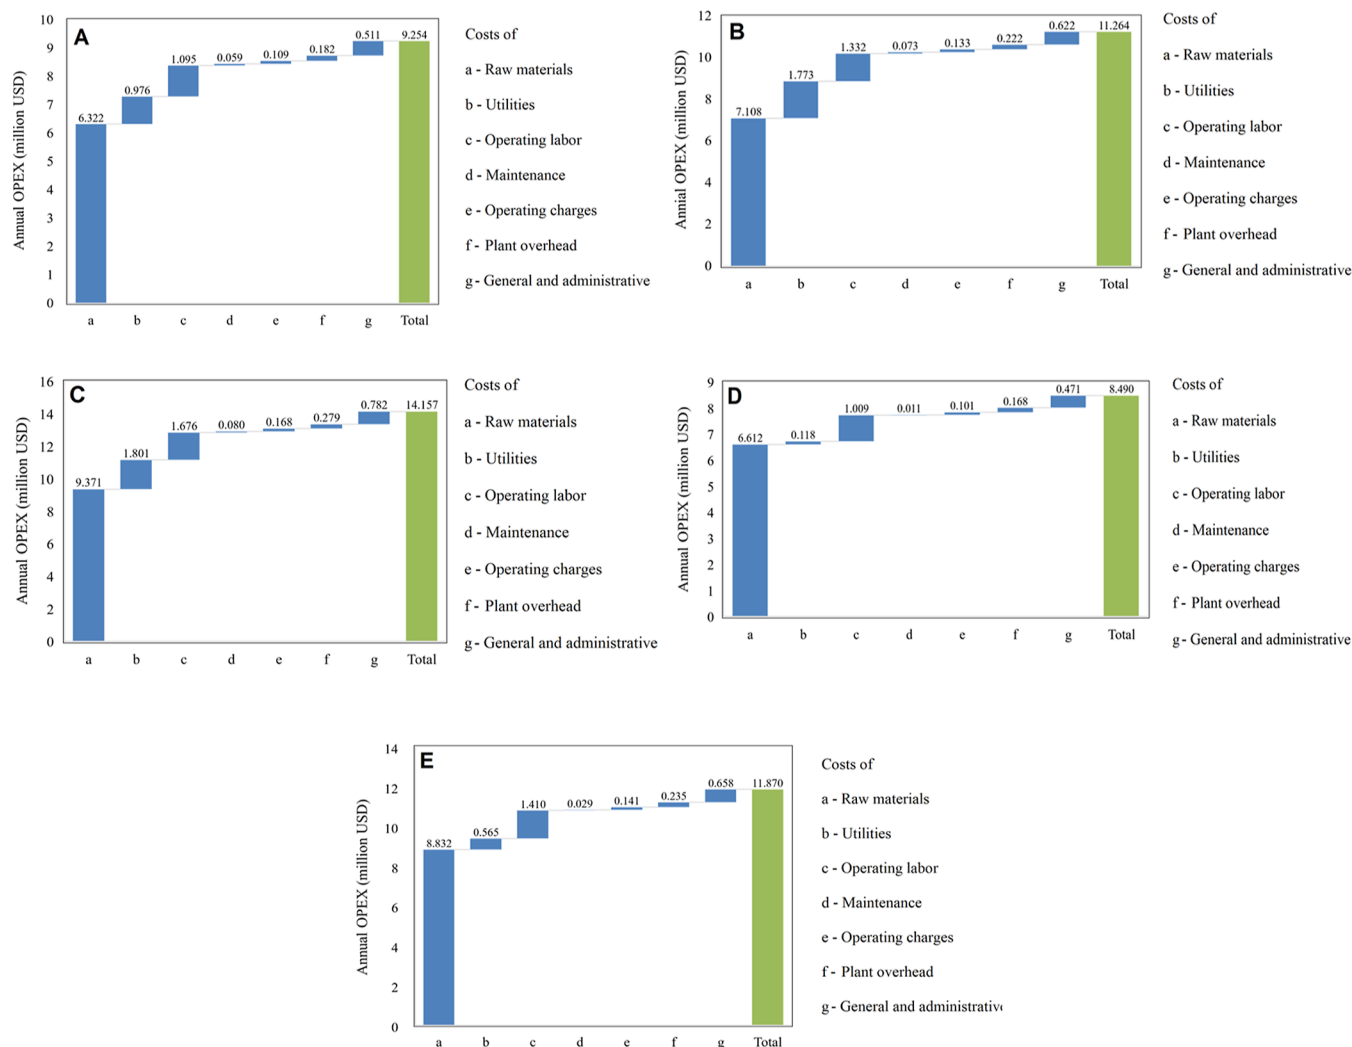 A
Annual OPEX (million USD)
10
9
8
7
6
5
4
3
2
1
0
6.322
0.976
1.095
0.059
0.109
0.182
0.511
9.254
a b c d e f g Total
Costs of
a - Raw materials
b - Utilities
c - Operating labor
d - Maintenance
e - Operating charges
f - Plant overhead
g - General and administrative
B
Annial OPEX (million USD)
12
10
8
6
4
2
0
7.108
1.773
1.332
0.073
0.133
0.222
0.622
11.264
a b c d e f g Total
Costs of
a - Raw materials
b - Utilities
c - Operating labor
d - Maintenance
e - Operating charges
f - Plant overhead
g - General and administrative
C
Annual OPEX (million USD)
16
14
12
10
8
6
4
2
0
9.371
1.801
1.676
0.080
0.168
0.279
0.782
14.157
a b c d e f g Total
Costs of
a - Raw materials
b - Utilities
c - Operating labor
d - Maintenance
e - Operating charges
f - Plant overhead
g - General and administrative
D
Annual OPEX (million USD)
9
8
7
6
5
4
3
2
1
0
6.612
0.118
1.009
0.011
0.101
0.168
0.471
8.490
a b c d e f g Total
Costs of
a - Raw materials
b - Utilities
c - Operating labor
d - Maintenance
e - Operating charges
f - Plant overhead
g - General and administrative
E
Annual OPEX (million USD)
14
12
10
8
6
4
2
0
8.832
0.565
1.410
0.029
0.141
0.235
0.658
11.870
a b c d e f g Total
Costs of
a - Raw materials
b - Utilities
c - Operating labor
d - Maintenance
e - Operating charges
f - Plant overhead
g - General and administrative